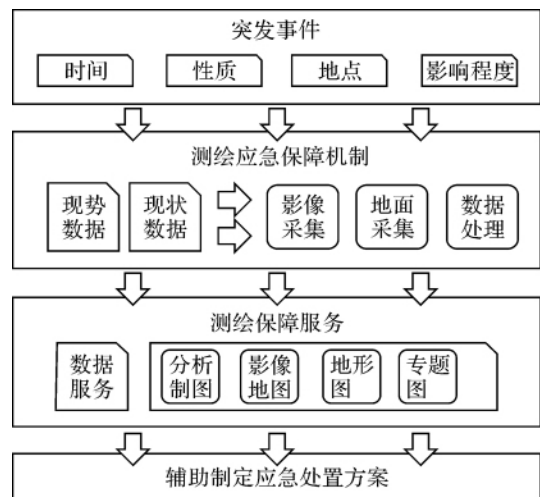 突发事件
时间 性质 地点 影响程度
测绘应急保障机制
现势 现状 影像 地面 数据
数据 数据 采集 采集 处理
测绘保障服务
数据 分析 影像 地形 专题
服务 制图 地图 图 图
辅助制定应急处置方案